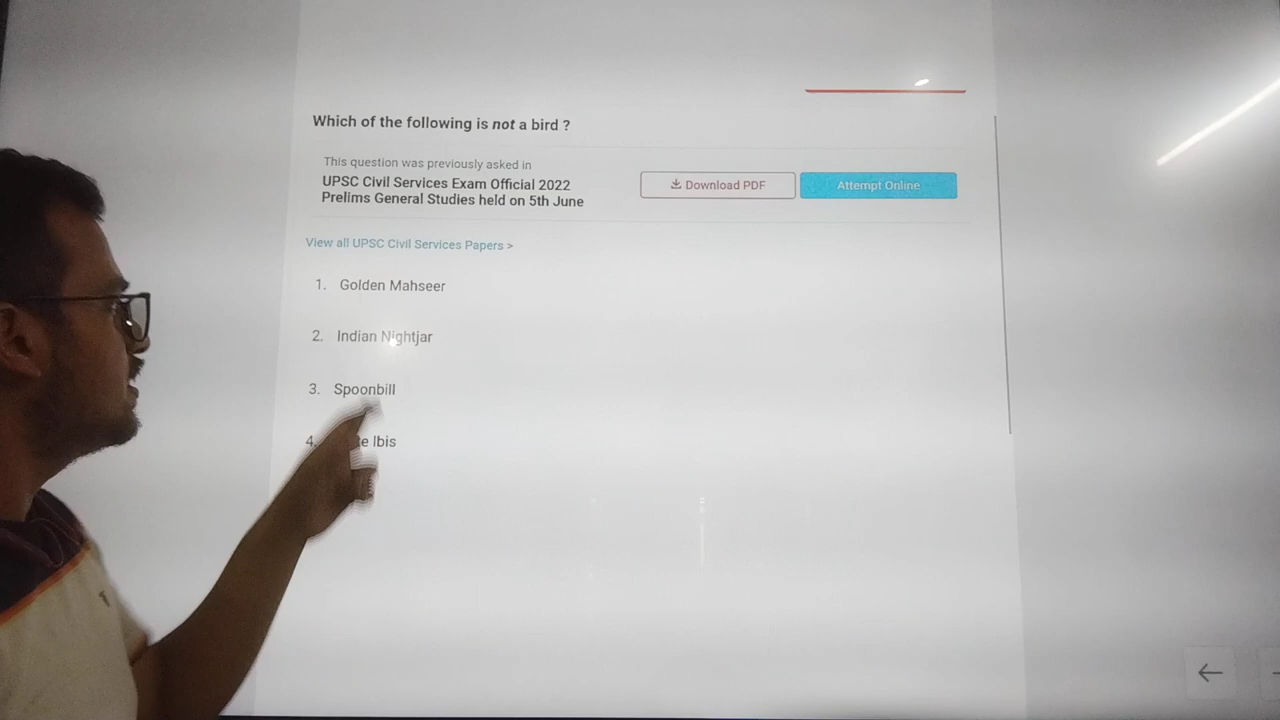 Which of the following is not a bird ?
This question was previously asked in
UPSC Civil Services Exam Official 2022
Prelims General Studies held on 5th June
Download PDF
Attempt Online
View all UPSC Civil Services Papers >
1. Golden Mahseer
2. Indian Nightjar
3. Spoonbill
4. Ibis